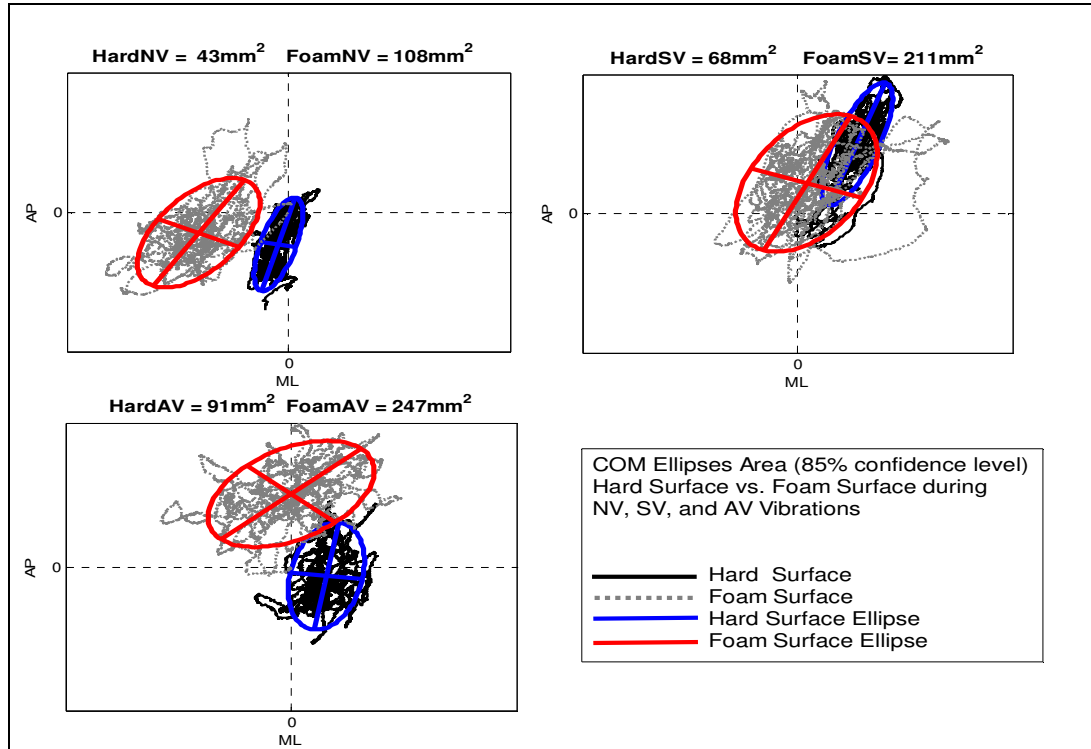 HardNV = 43mm² FoamNV = 108mm²
AP
0
0
ML
HardSV = 68mm² FoamSV= 211mm²
AP
0
0
ML
HardAV = 91mm² FoamAV = 247mm²
AP
0
0
ML
COM Ellipses Area (85% confidence level)
Hard Surface vs. Foam Surface during
NV, SV, and AV Vibrations
Hard Surface
Foam Surface
Hard Surface Ellipse
Foam Surface Ellipse